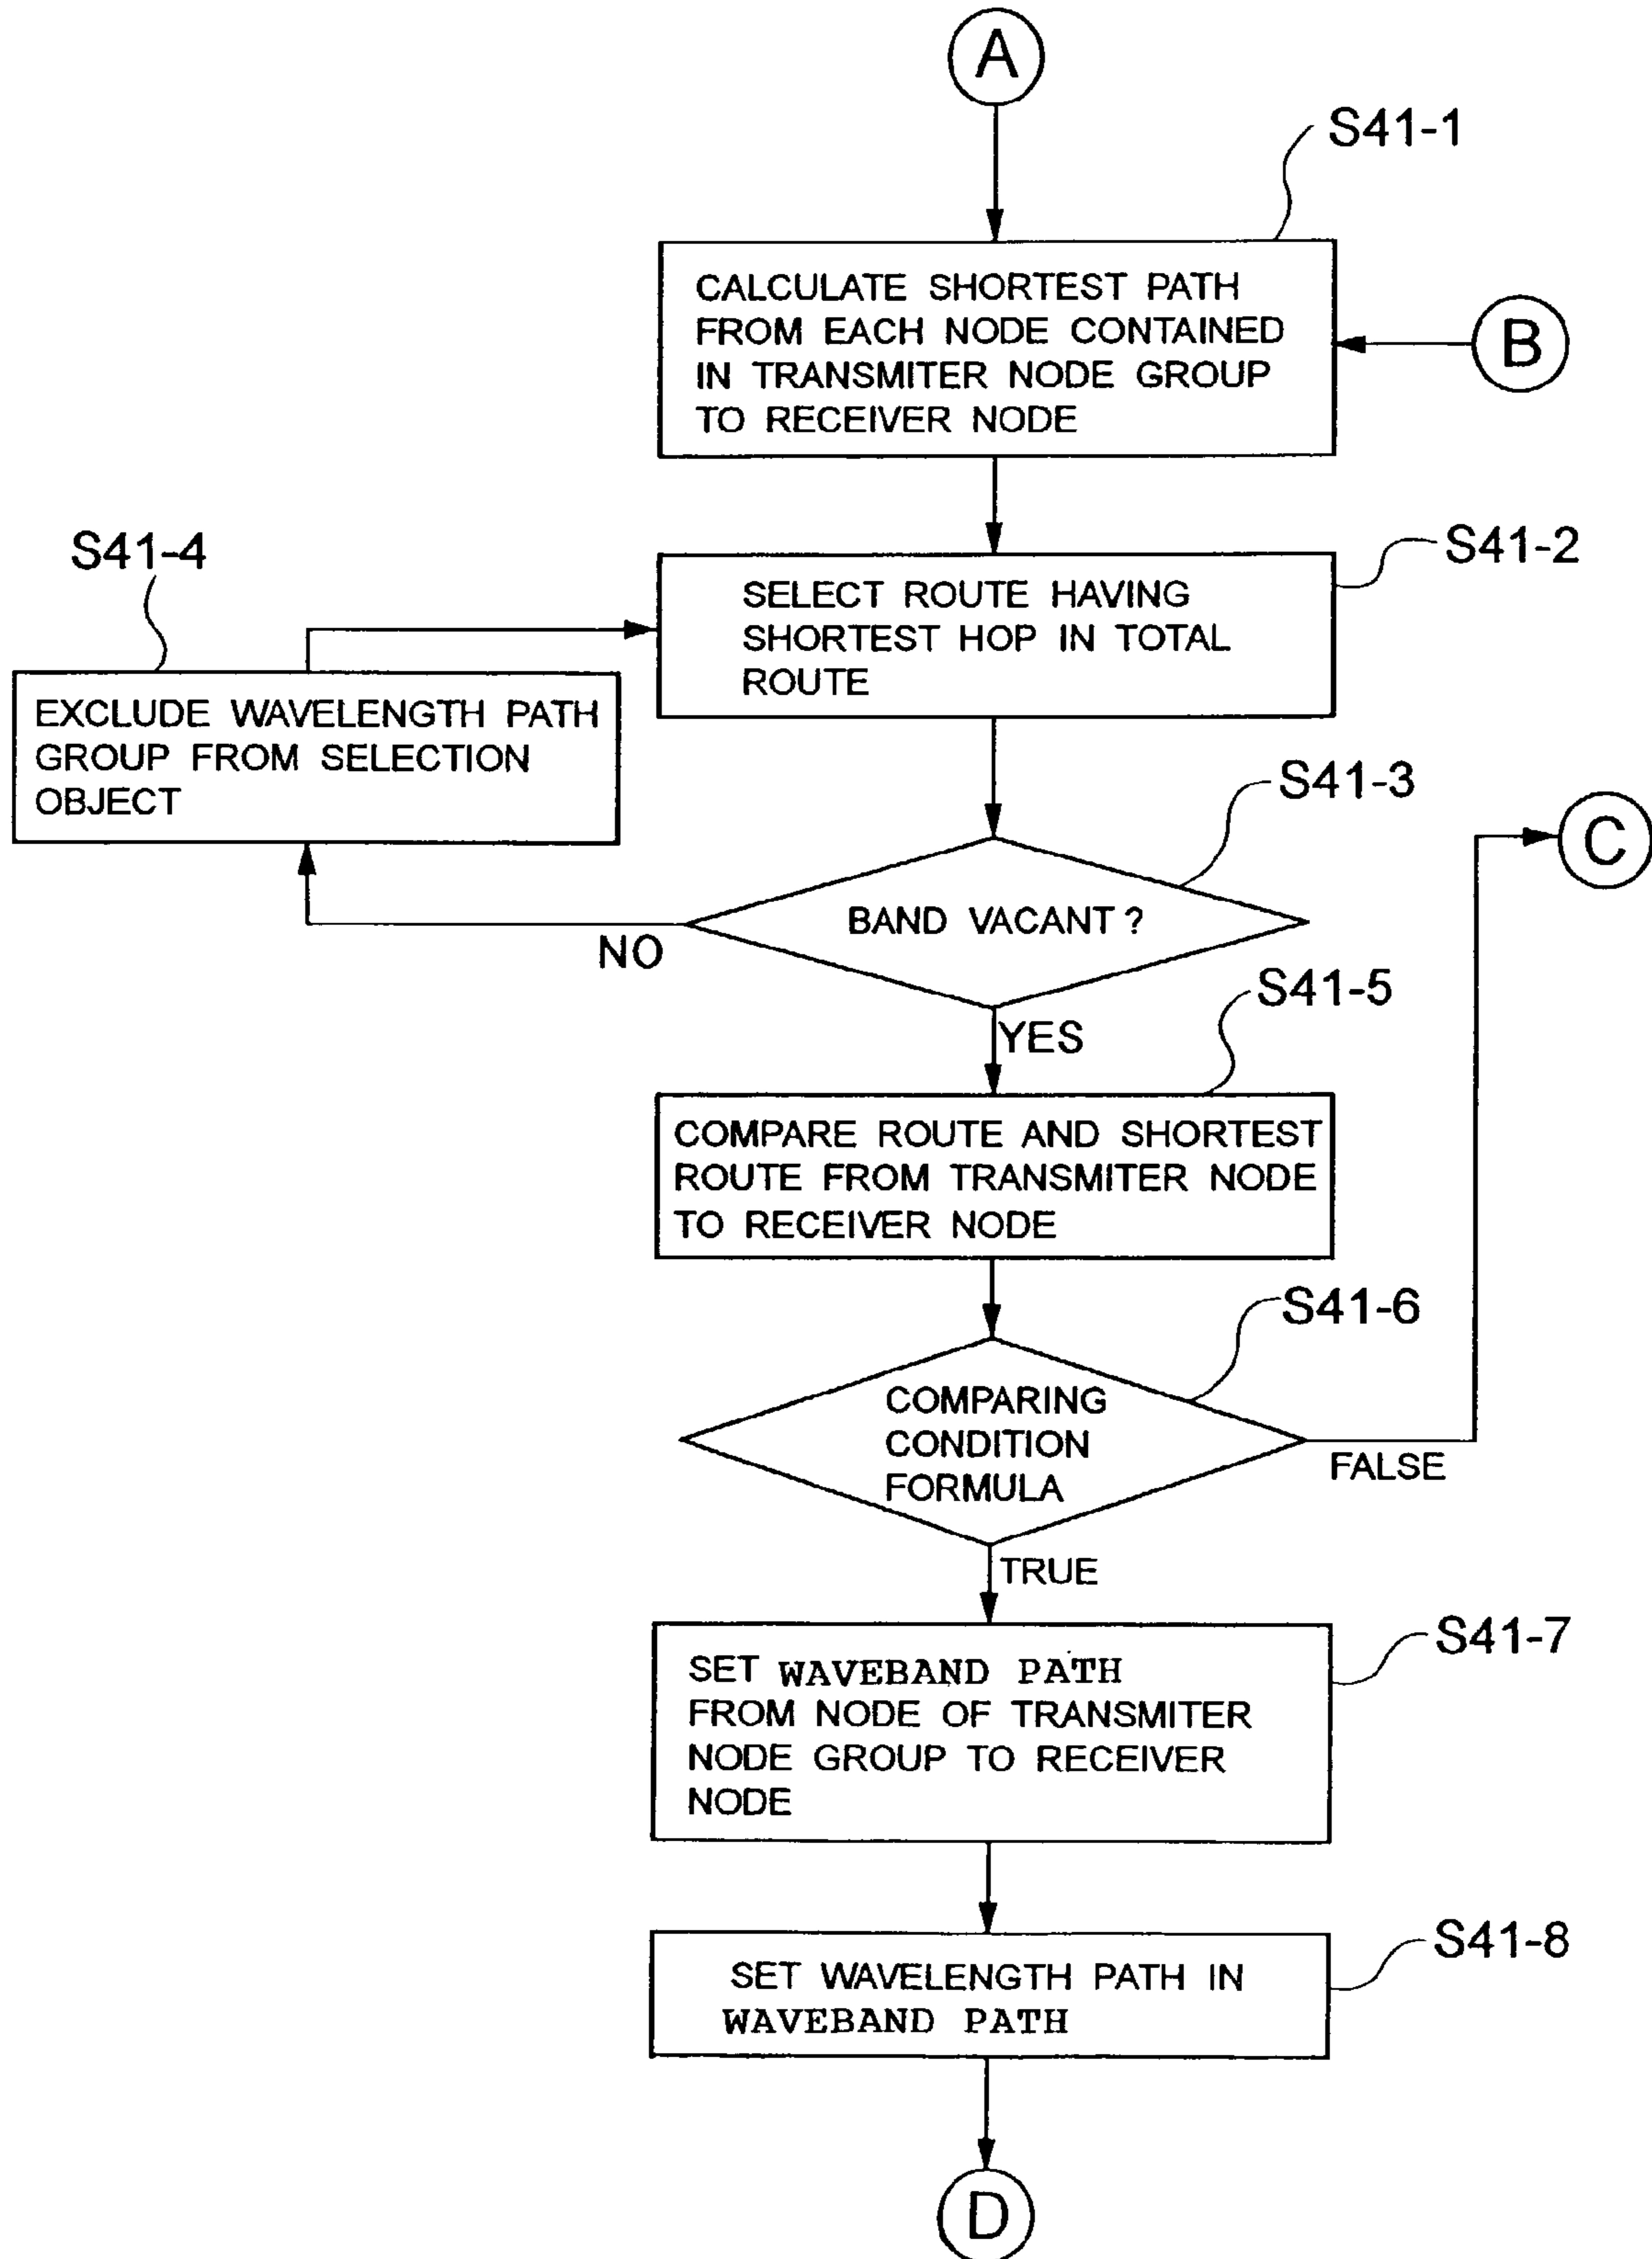 A
S41-1
CALCULATE SHORTEST PATH
FROM EACH NODE CONTAINED
IN TRANSMITER NODE GROUP
TO RECEIVER NODE
B
S41-4
S41-2
SELECT ROUTE HAVING
SHORTEST HOP IN TOTAL
ROUTE
EXCLUDE WAVELENGTH PATH
GROUP FROM SELECTION
OBJECT
S41-3
C
BAND VACANT ?
NO
S41-5
YES
COMPARE ROUTE AND SHORTEST
ROUTE FROM TRANSMITER NODE
TO RECEIVER NODE
S41-6
COMPARING
CONDITION
FORMULA
FALSE
TRUE
S41-7
SET WAVEBAND PATH
FROM NODE OF TRANSMITER
NODE GROUP TO RECEIVER
NODE
S41-8
SET WAVELENGTH PATH IN
WAVEBAND PATH
D